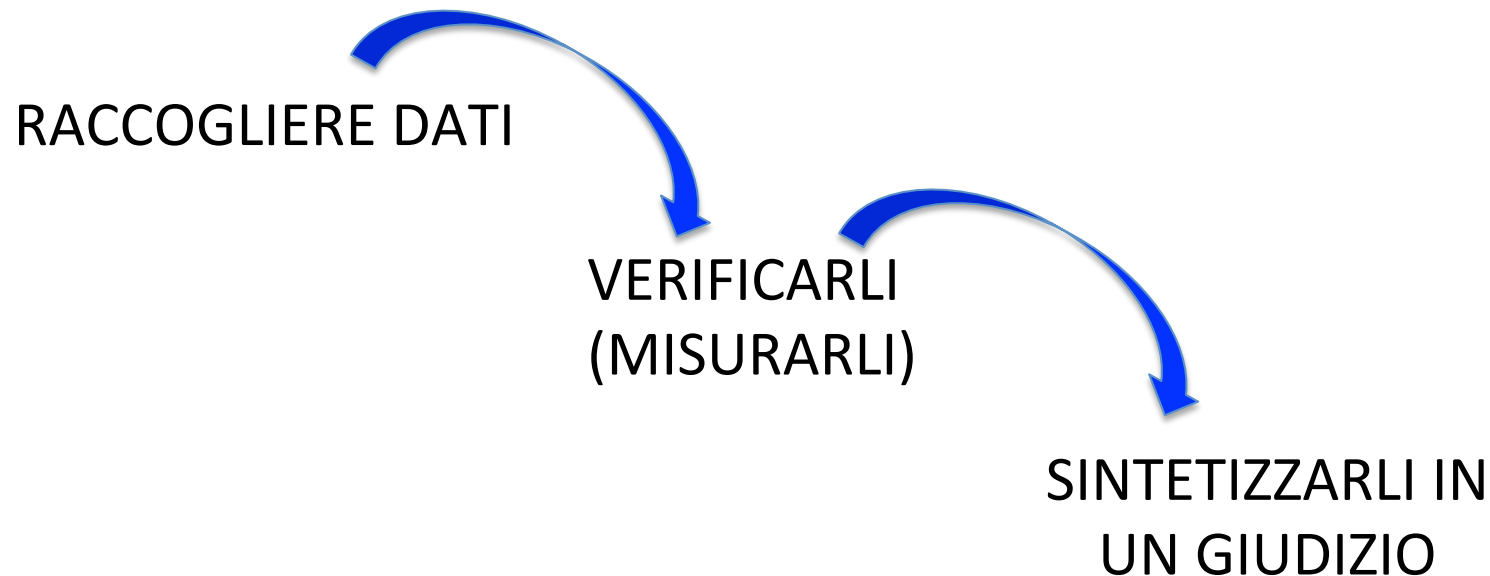 RACCOGLIERE DATI
VERIFICARLI
(MISURARLI)
SINTETIZZARLI IN
UN GIUDIZIO